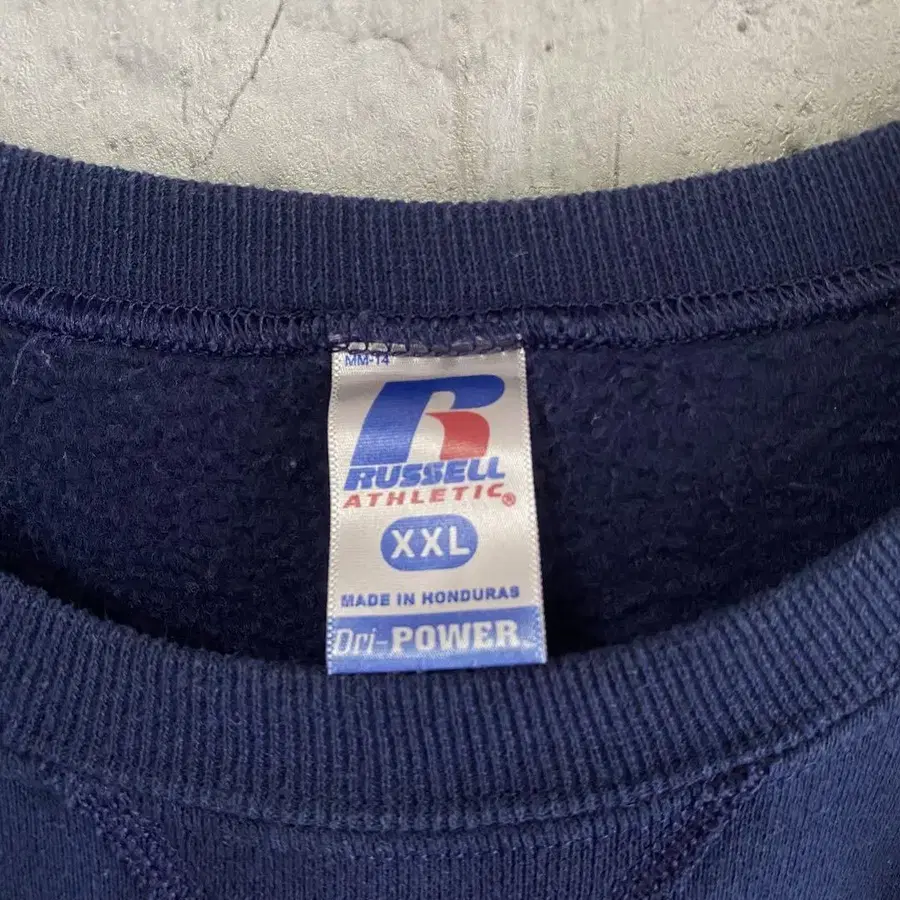 MM-14
RUSSELL
ATHLETIC®
XXL
MADE IN HONDURAS
Dri-POWER